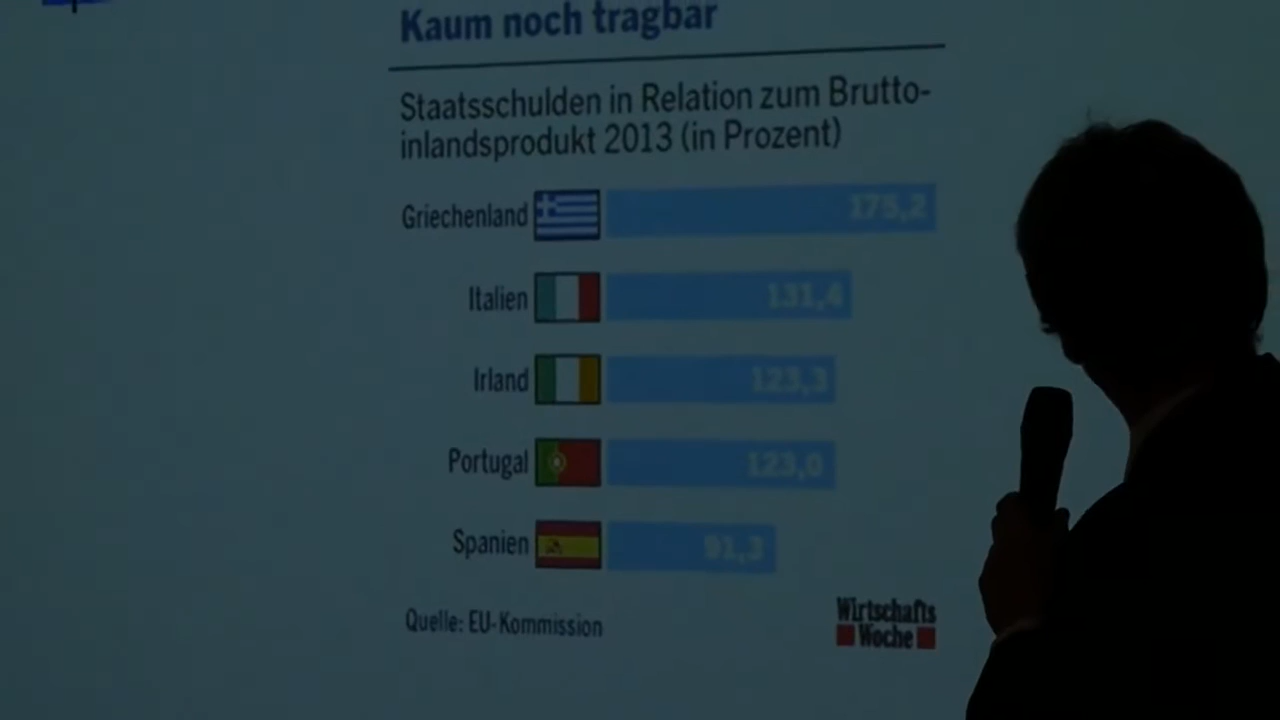 Kaum noch tragbar
Staatsschulden in Relation zum Brutto-
inlandsprodukt 2013 (in Prozent)
Griechenland 175,2
Italien 131,4
Irland 123,3
Portugal 123,0
Spanien 91,3
Quelle: EU-Kommission
Wirtschafts
Woche